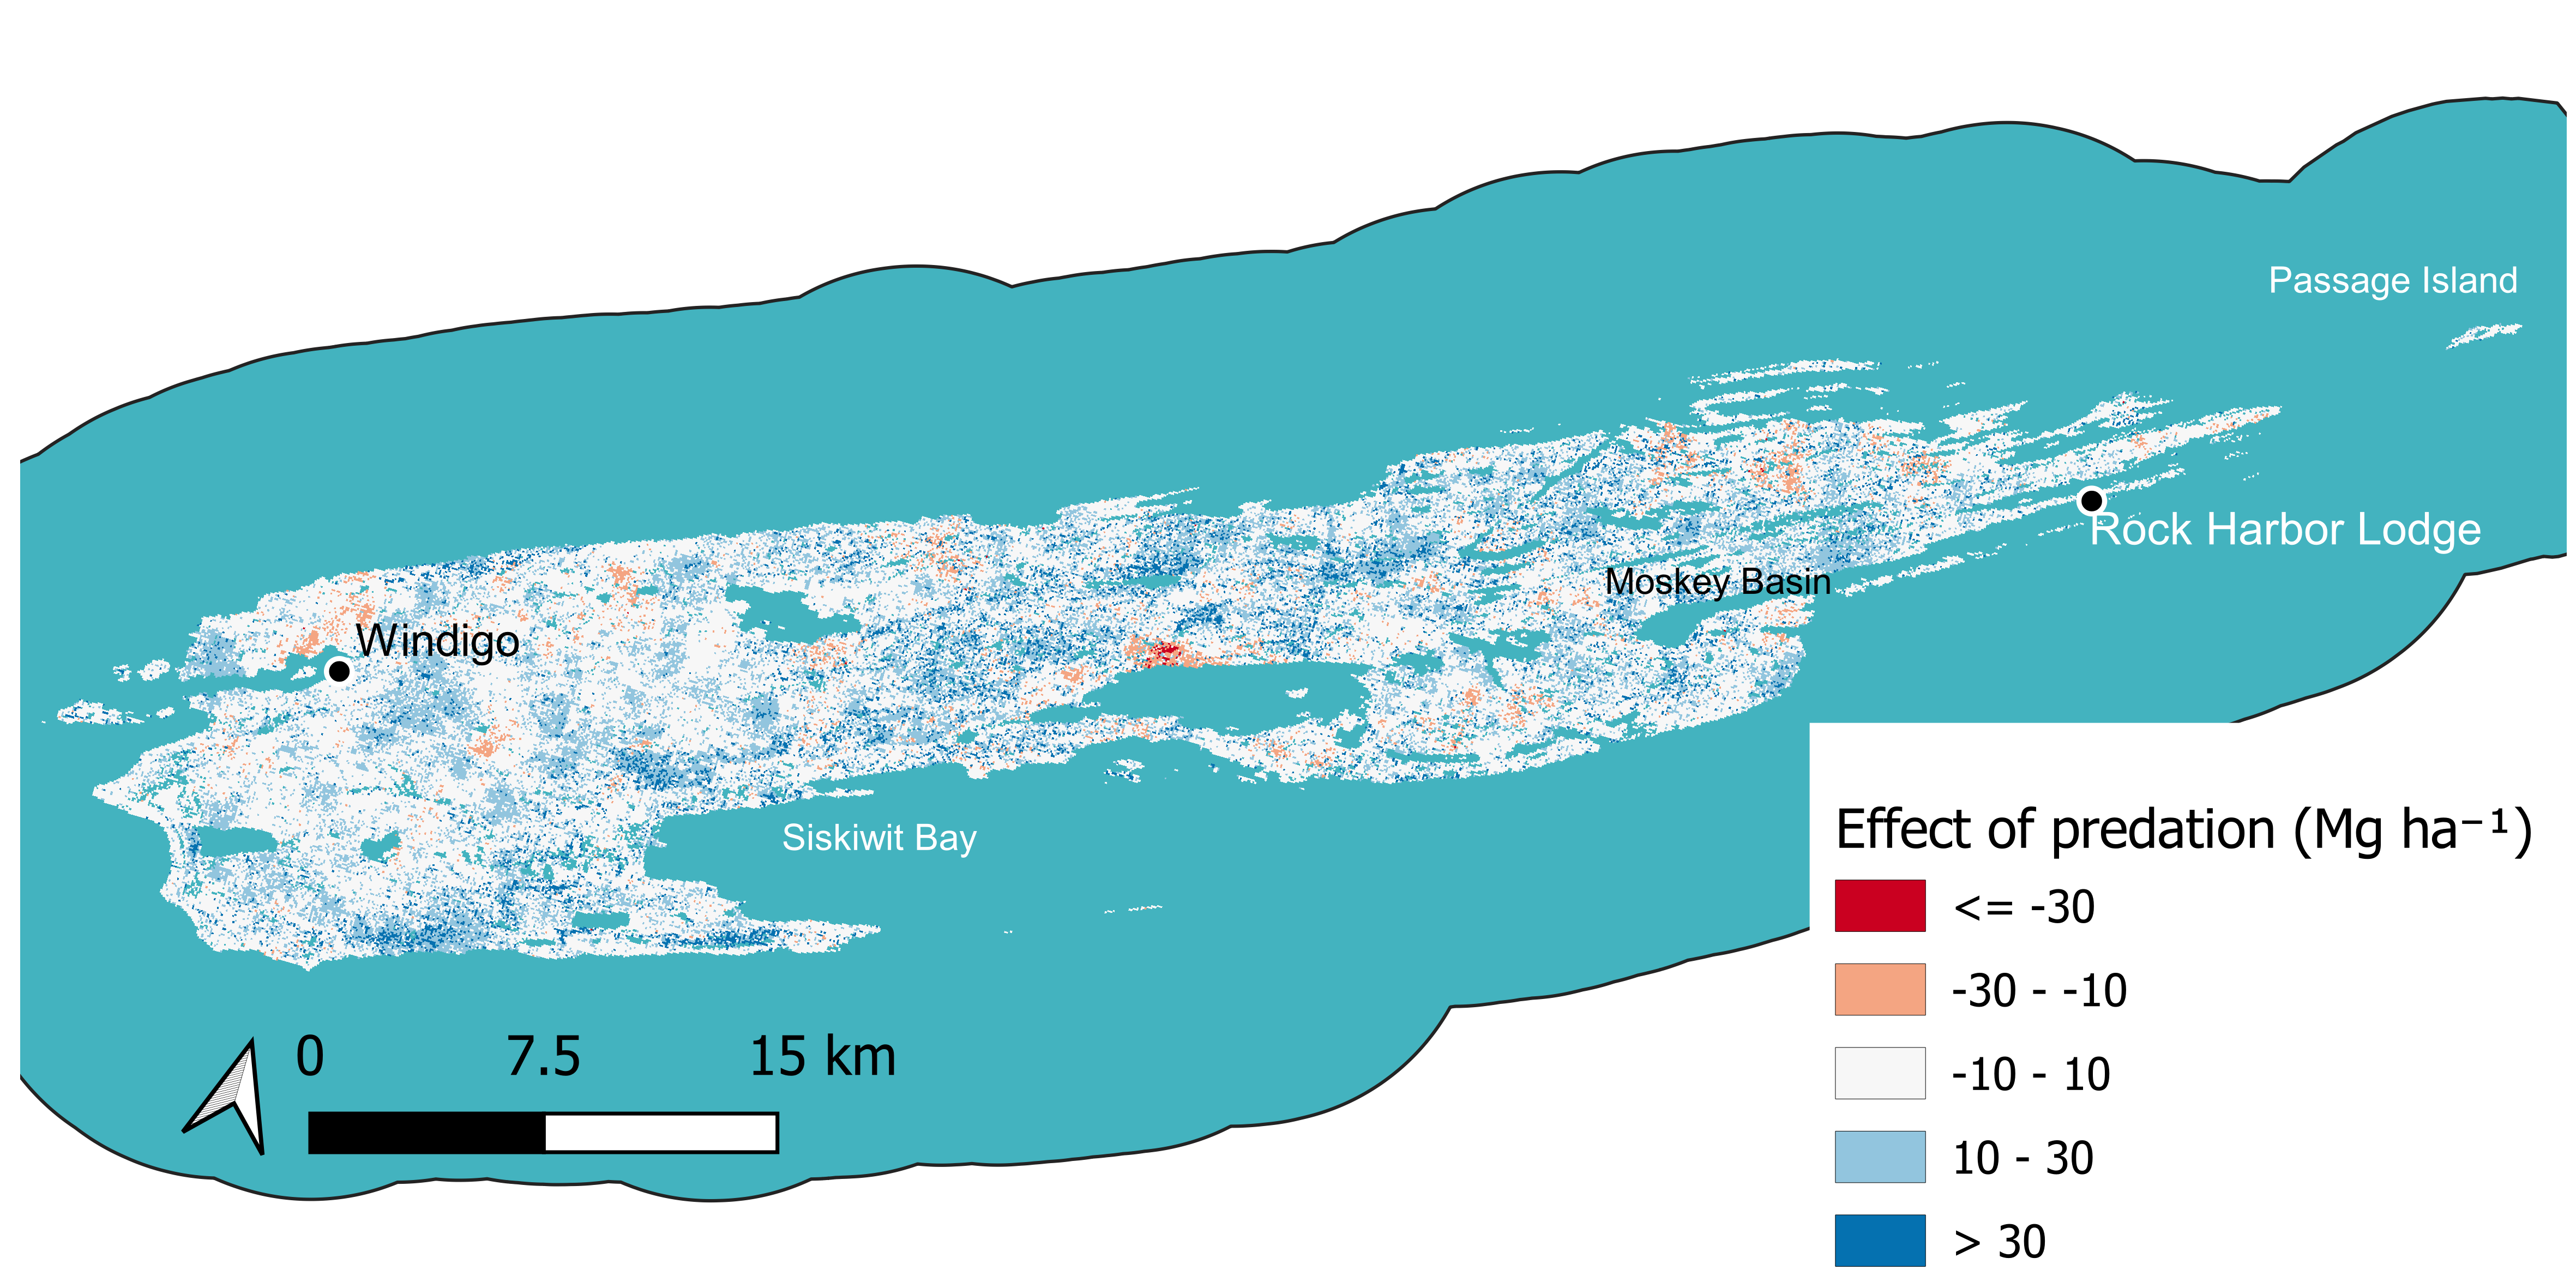 Passage Island
Rock Harbor Lodge
Moskey Basin
Windigo
Siskiwit Bay
0 7.5 15 km
Effect of predation (Mg ha⁻¹)
<= -30
-30 - -10
-10 - 10
10 - 30
> 30